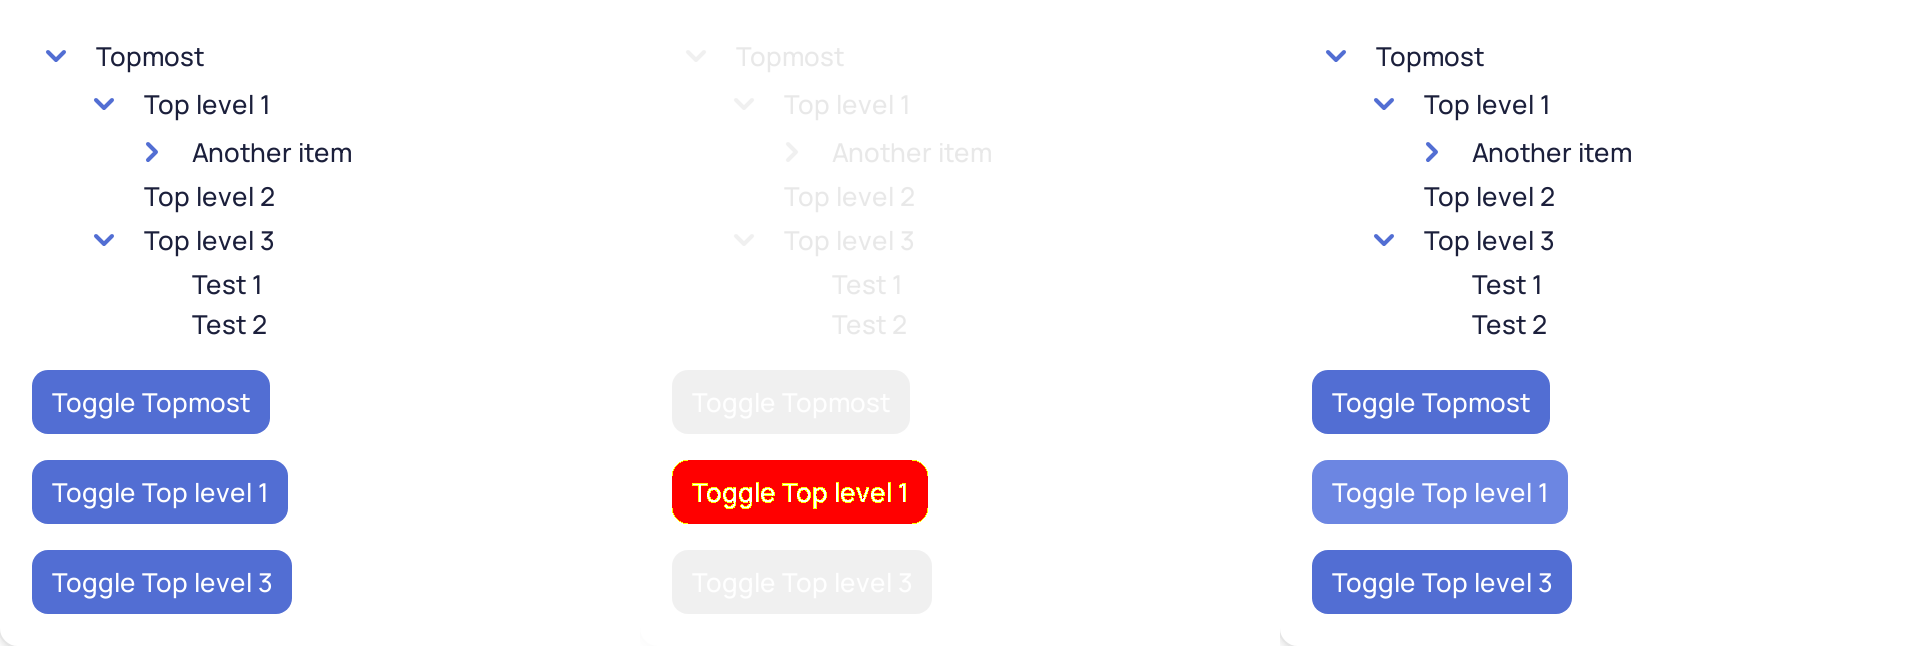 Topmost
Top level 1
Another item
Top level 2
Top level 3
Test 1
Test 2
Toggle Topmost
Toggle Top level 1
Toggle Top level 3
Topmost
Top level 1
Another item
Top level 2
Top level 3
Test 1
Test 2
Toggle Topmost
Toggle Top level 1
Toggle Top level 3
Topmost
Top level 1
Another item
Top level 2
Top level 3
Test 1
Test 2
Toggle Topmost
Toggle Top level 1
Toggle Top level 3